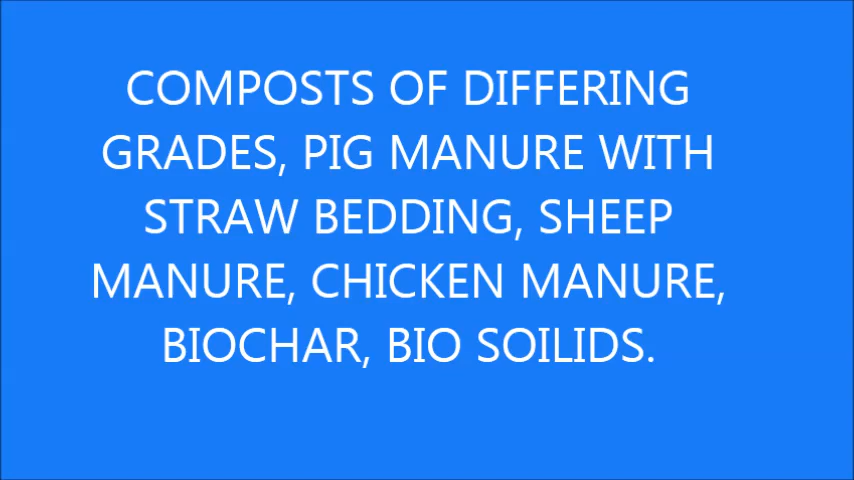 COMPOSTS OF DIFFERING
GRADES, PIG MANURE WITH
STRAW BEDDING, SHEEP
MANURE, CHICKEN MANURE,
BIOCHAR, BIO SOILIDS.